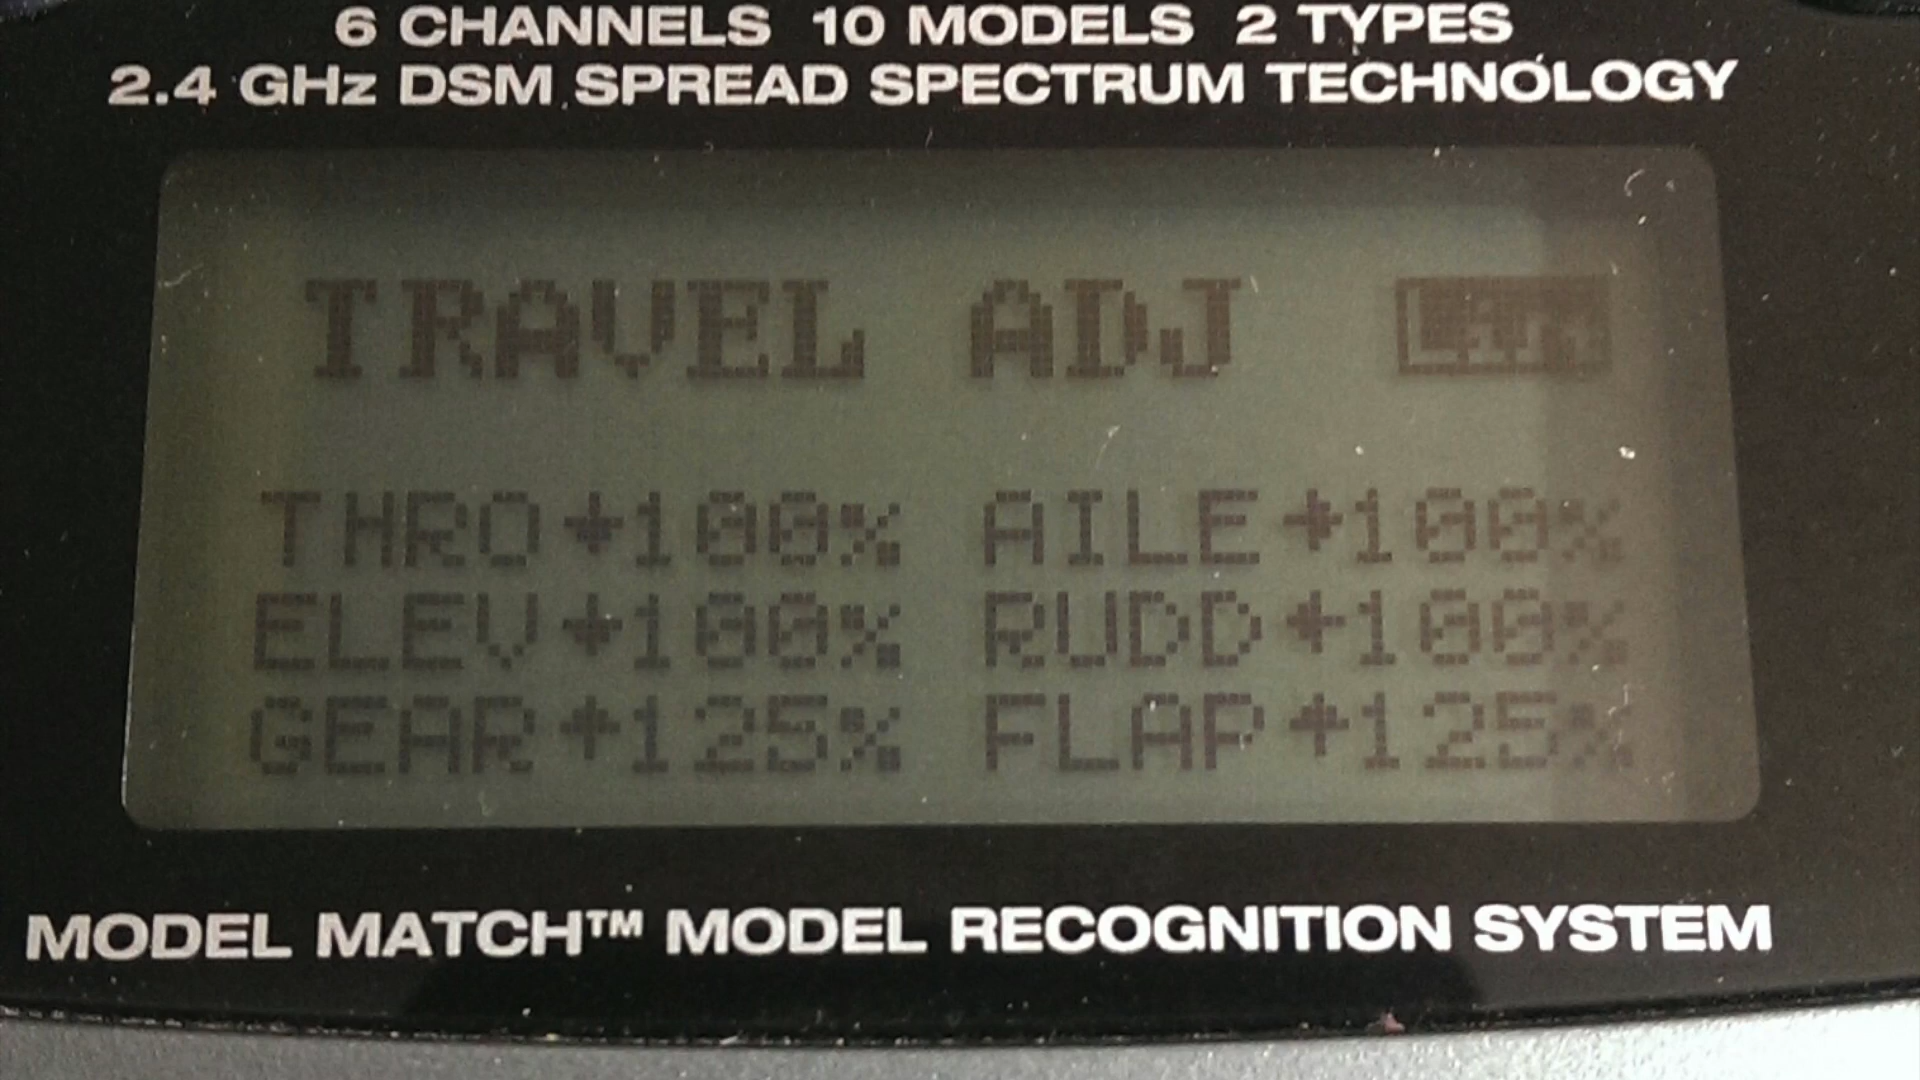 6 CHANNELS 10 MODELS 2 TYPES
2.4 GHz DSM SPREAD SPECTRUM TECHNOLOGY
TRAVEL ADJ
THRO↓100% AILE→100%
ELEV↓100% RUDD←100%
GEAR↑125% FLAP↑125%
MODEL MATCH™ MODEL RECOGNITION SYSTEM